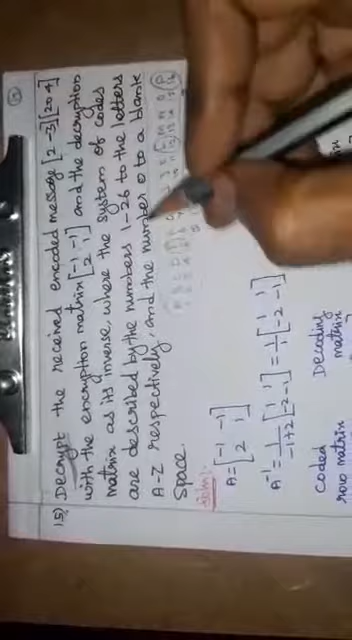 15) Decrypt the received encoded message [2 -3][20 4]
with the encryption matrix [-1 -1 2 1] and the decryption
matrix as its inverse, where the system of codes
are described by the numbers 1-26 to the letters
A-Z respectively, and the number 0 to a blank
space.
Soln:
A = [-1 -1 2 1]
A⁻¹ = 1/-1+2 [1 1 -2 -1] = 1/1 [1 1 -2 -1]
Coded Decoding
row matrix matrix